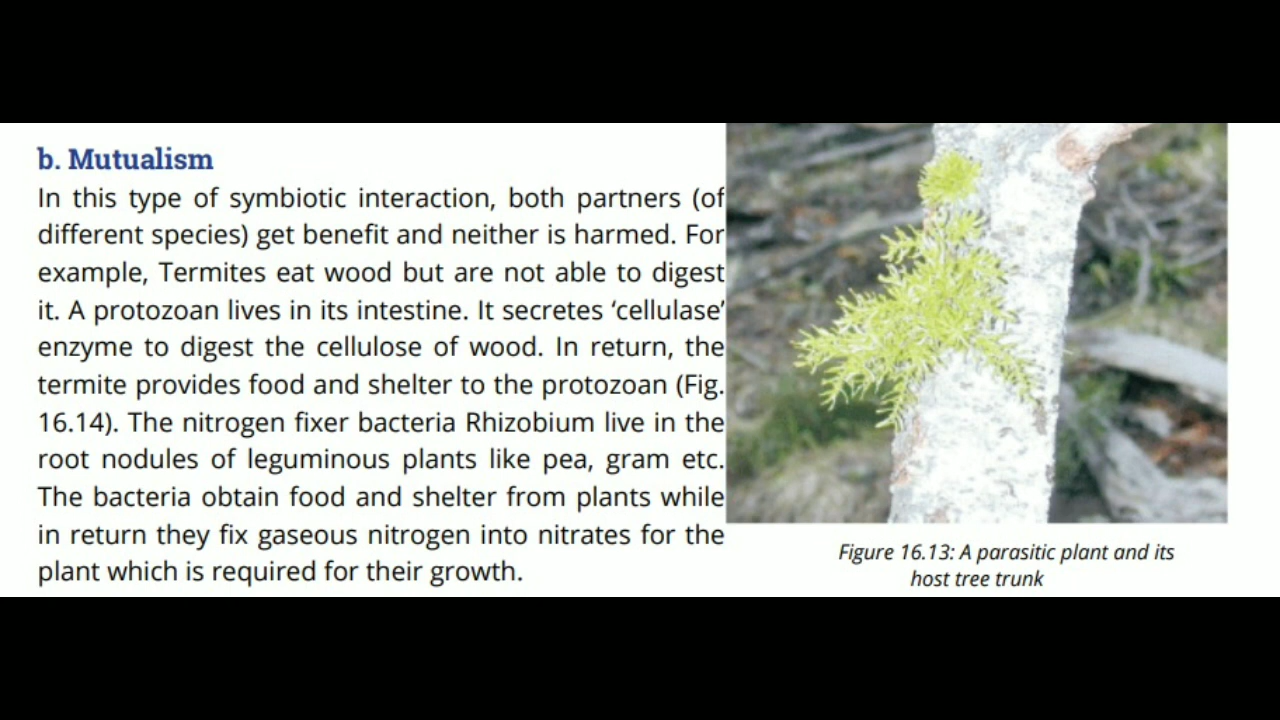 b. Mutualism
In this type of symbiotic interaction, both partners (of
different species) get benefit and neither is harmed. For
example, Termites eat wood but are not able to digest
it. A protozoan lives in its intestine. It secretes ‘cellulase’
enzyme to digest the cellulose of wood. In return, the
termite provides food and shelter to the protozoan (Fig.
16.14). The nitrogen fixer bacteria Rhizobium live in the
root nodules of leguminous plants like pea, gram etc.
The bacteria obtain food and shelter from plants while
in return they fix gaseous nitrogen into nitrates for the
plant which is required for their growth.
Figure 16.13: A parasitic plant and its
host tree trunk